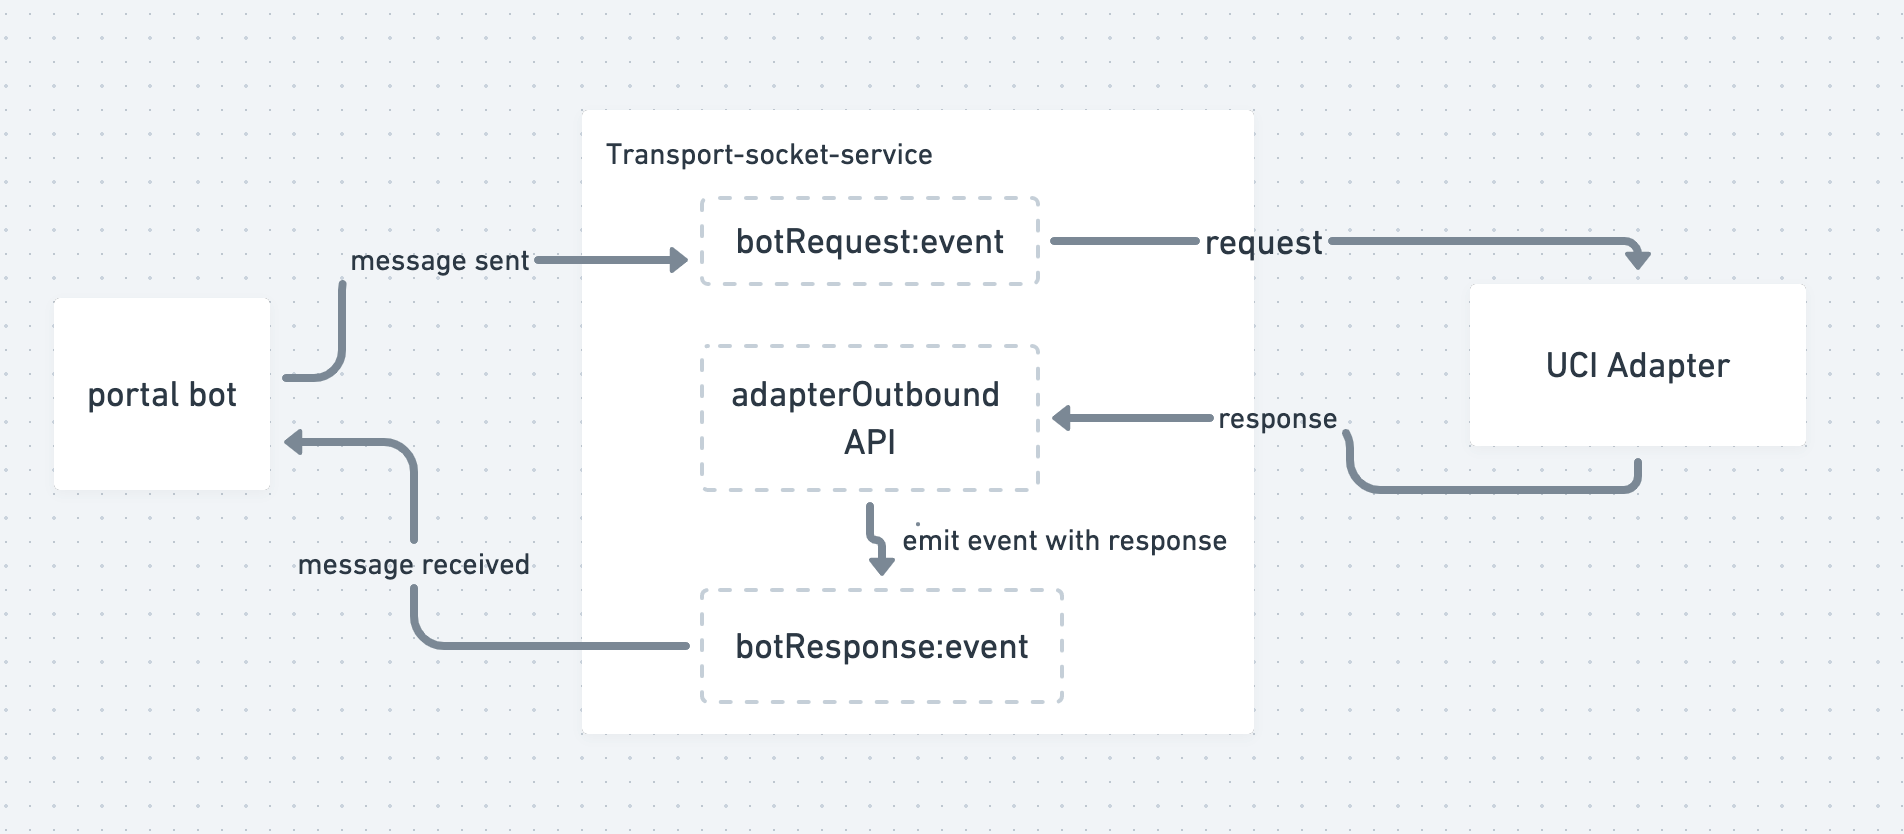 Transport-socket-service
botRequest:event
request
message sent
portal bot
UCI Adapter
adapterOutbound
API
response
emit event with response
message received
botResponse:event